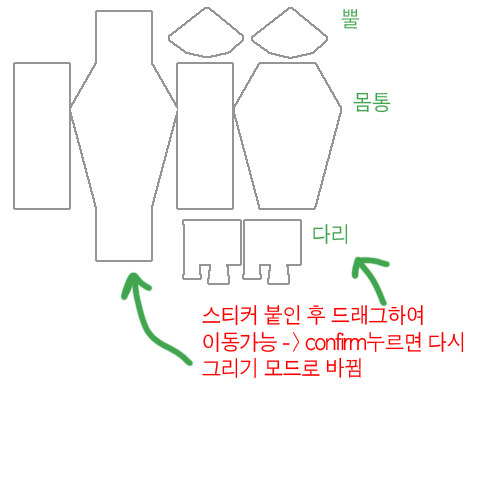 뿔
몸통
다리
스티커 붙인 후 드래그하여
이동가능 -> confirm누르면 다시
그리기 모드로 바뀜